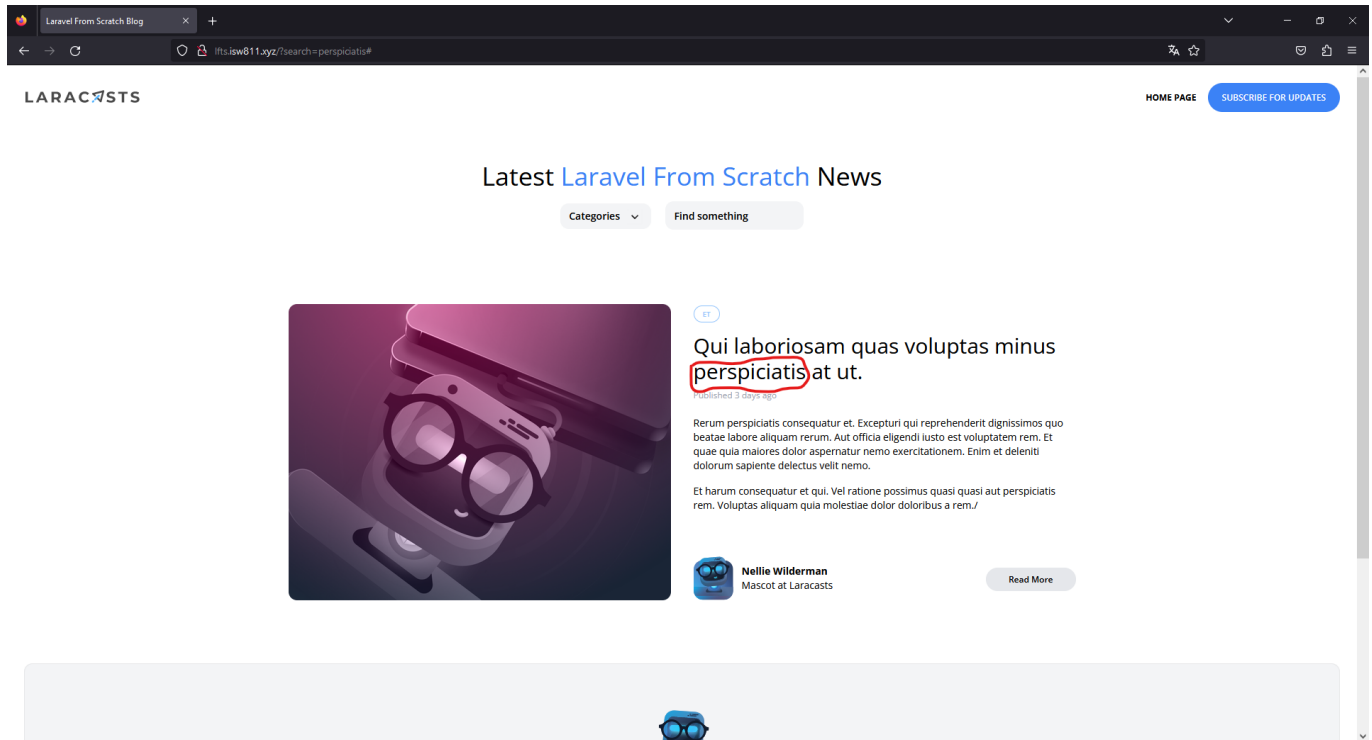 Laravel From Scratch Blog
lfts.isw811.xyz/?search=perspiciatis#
LARACASTS
HOME PAGE
SUBSCRIBE FOR UPDATES
Latest Laravel From Scratch News
Categories
Find something
ET
Qui laboriosam quas voluptas minus
perspiciatis at ut.
Published 3 days ago
Rerum perspiciatis consequatur et. Excepturi qui reprehenderit dignissimos quo
beatae labore aliquam rerum. Aut officia eligendi iusto est voluptatem rem. Et
quae quia maiores dolor aspernatur nemo exercitationem. Enim et deleniti
dolorum sapiente delectus velit nemo.
Et harum consequatur et qui. Vel ratione possimus quasi quasi aut perspiciatis
rem. Voluptas aliquam quia molestiae dolor doloribus a rem./
Nellie Wilderman
Mascot at Laracasts
Read More